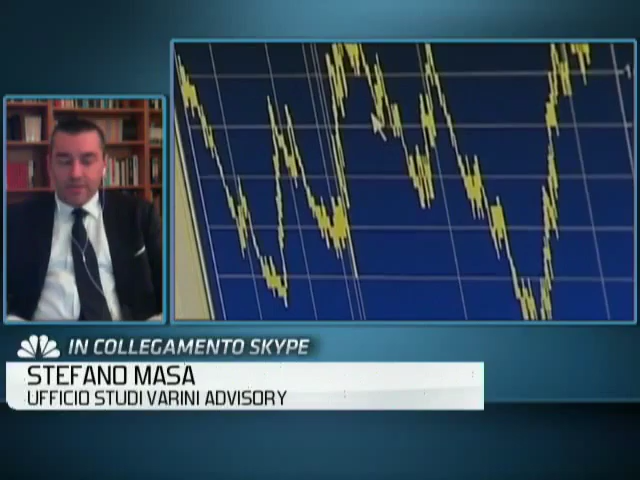 IN COLLEGAMENTO SKYPE
STEFANO MASA
UFFICIO STUDI VARINI ADVISORY